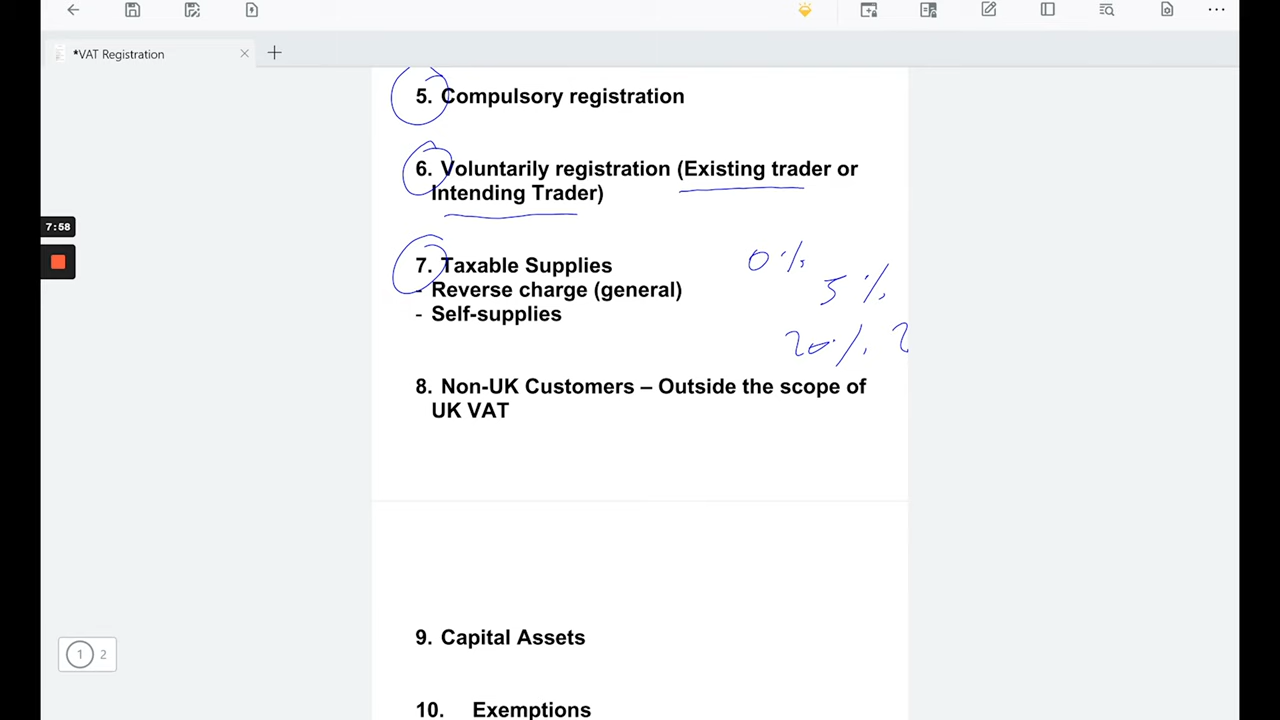 *VAT Registration
5. Compulsory registration
6. Voluntarily registration (Existing trader or
Intending Trader)
7:58
7. Taxable Supplies
0%
- Reverse charge (general)
5%
- Self-supplies
20% 2
8. Non-UK Customers – Outside the scope of
UK VAT
9. Capital Assets
1 2
10. Exemptions